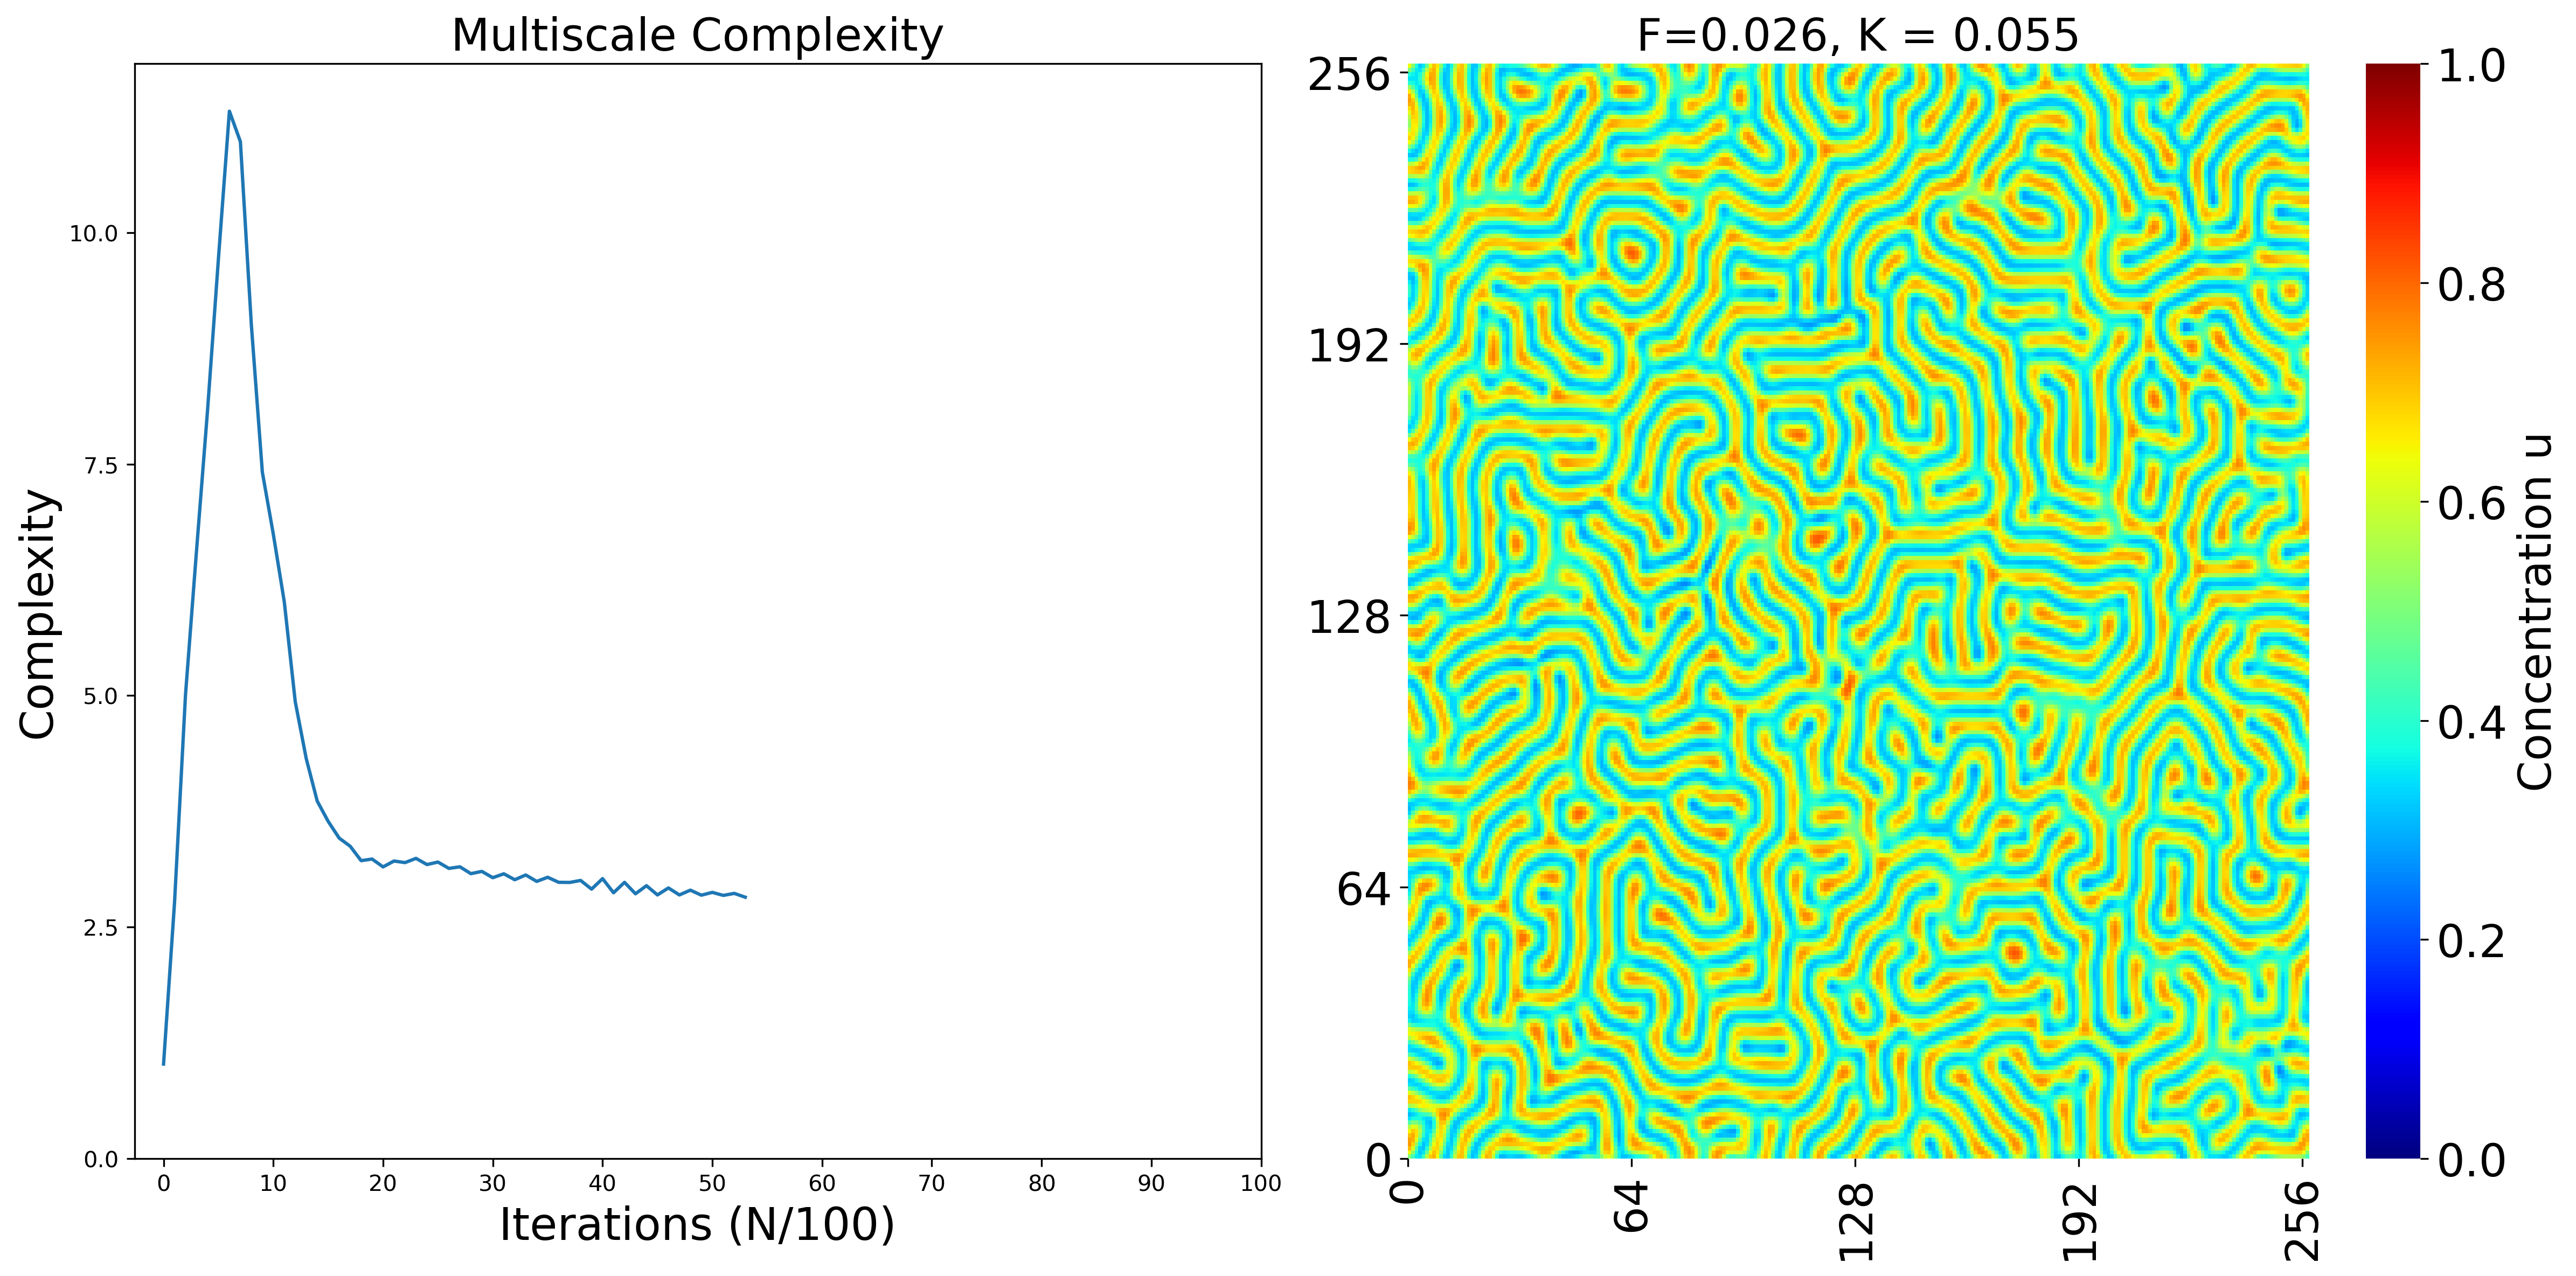 Multiscale Complexity
Complexity
10.0
7.5
5.0
2.5
0.0
0 10 20 30 40 50 60 70 80 90 100
Iterations (N/100)
F=0.026, K = 0.055
256
192
128
64
0
0 64 128 192 256
1.0
0.8
0.6
0.4
0.2
0.0
Concentration u